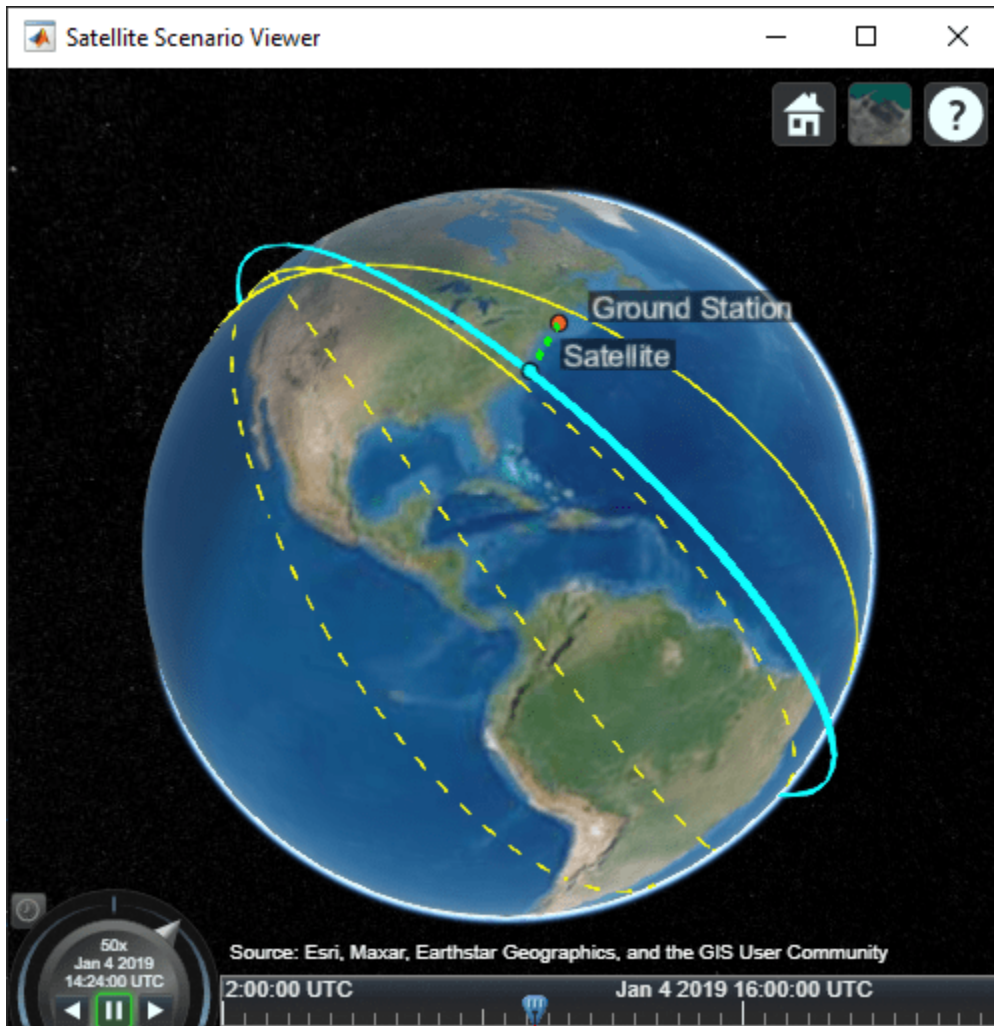 Satellite Scenario Viewer
?
Ground Station
Satellite
Source: Esri, Maxar, Earthstar Geographics, and the GIS User Community
50x
Jan 4 2019
14:24:00 UTC
2:00:00 UTC
Jan 4 2019 16:00:00 UTC